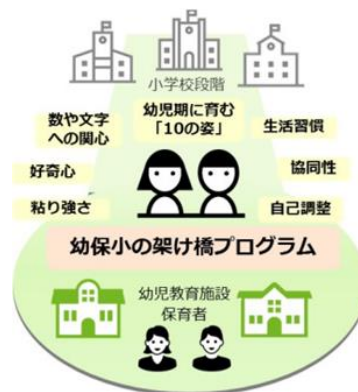 小学校段階
数や文字
への関心
幼児期に育む
「10の姿」
生活習慣
好奇心
協同性
粘り強さ
自己調整
幼保小の架け橋プログラム
幼児教育施設
保育者